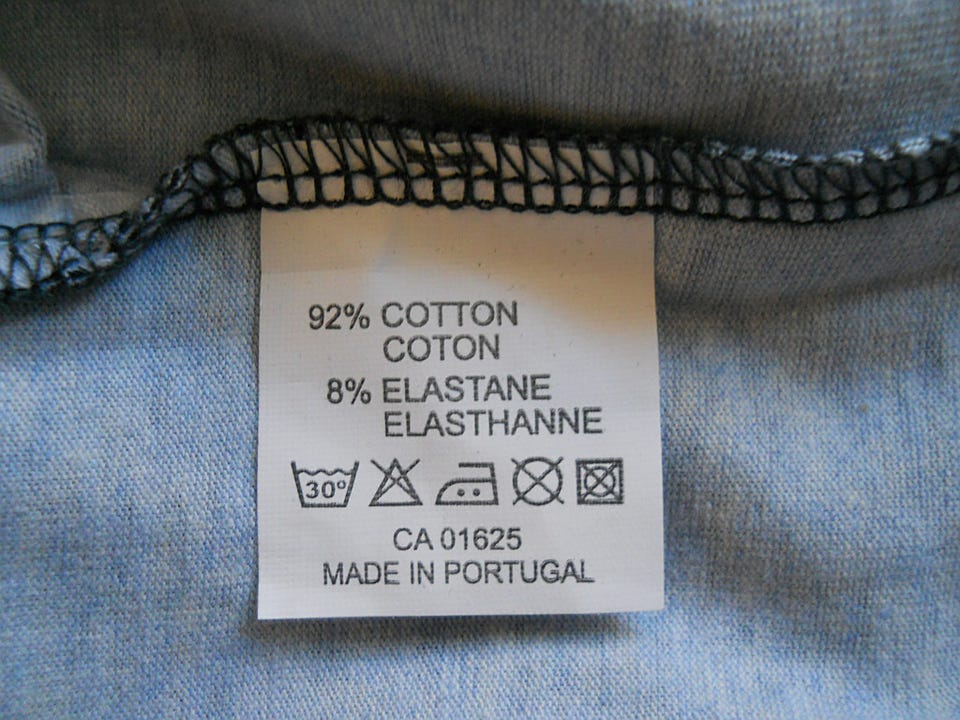 92% COTTON
COTON
8% ELASTANE
ELASTHANNE
30°
CA 01625
MADE IN PORTUGAL